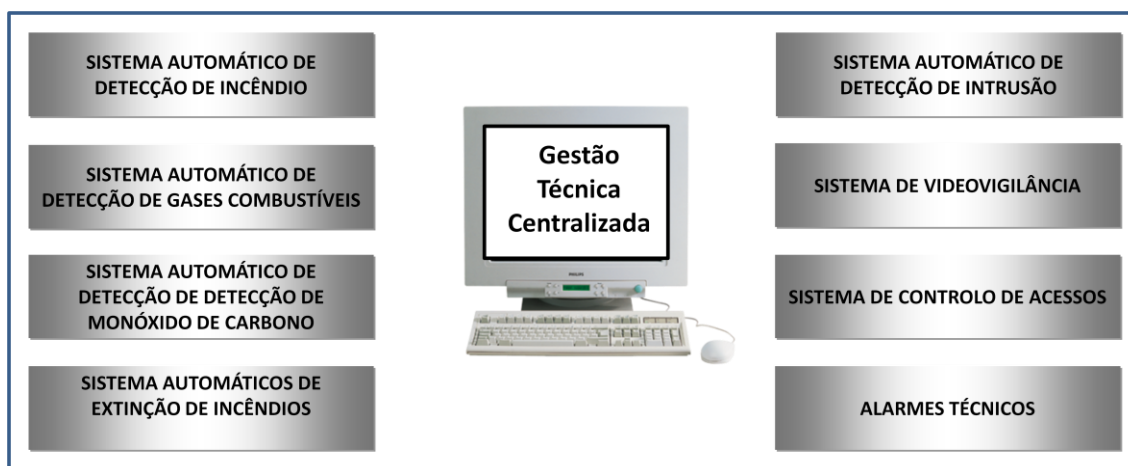 SISTEMA AUTOMÁTICO DE
DETECÇÃO DE INCÊNDIO
SISTEMA AUTOMÁTICO DE
DETECÇÃO DE GASES COMBUSTÍVEIS
SISTEMA AUTOMÁTICO DE
DETECÇÃO DE DETECÇÃO DE
MONÓXIDO DE CARBONO
SISTEMA AUTOMÁTICOS DE
EXTINÇÃO DE INCÊNDIOS
Gestão
Técnica
Centralizada
PHILIPS
SISTEMA AUTOMÁTICO DE
DETECÇÃO DE INTRUSÃO
SISTEMA DE VIDEOVIGILÂNCIA
SISTEMA DE CONTROLO DE ACESSOS
ALARMES TÉCNICOS